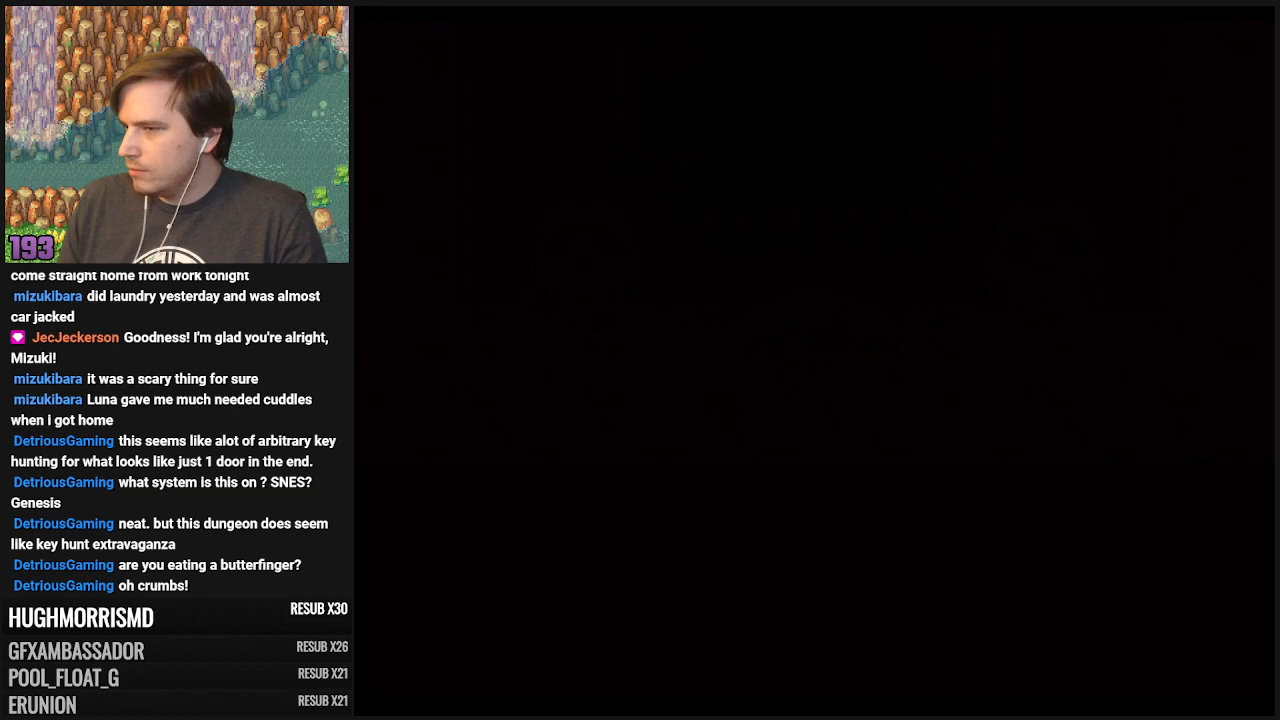 193
come straight home from work tonight
mizukibara did laundry yesterday and was almost
car jacked
JecJeckerson Goodness! I'm glad you're alright,
Mizuki!
mizukibara it was a scary thing for sure
mizukibara Luna gave me much needed cuddles
when i got home
DetriousGaming this seems like alot of arbitrary key
hunting for what looks like just 1 door in the end.
DetriousGaming what system is this on ? SNES?
Genesis
DetriousGaming neat. but this dungeon does seem
like key hunt extravaganza
DetriousGaming are you eating a butterfinger?
DetriousGaming oh crumbs!
HUGHMORRISMD RESUB X30
GFXAMBASSADOR RESUB X26
POOL_FLOAT_G RESUB X21
ERUNION RESUB X21